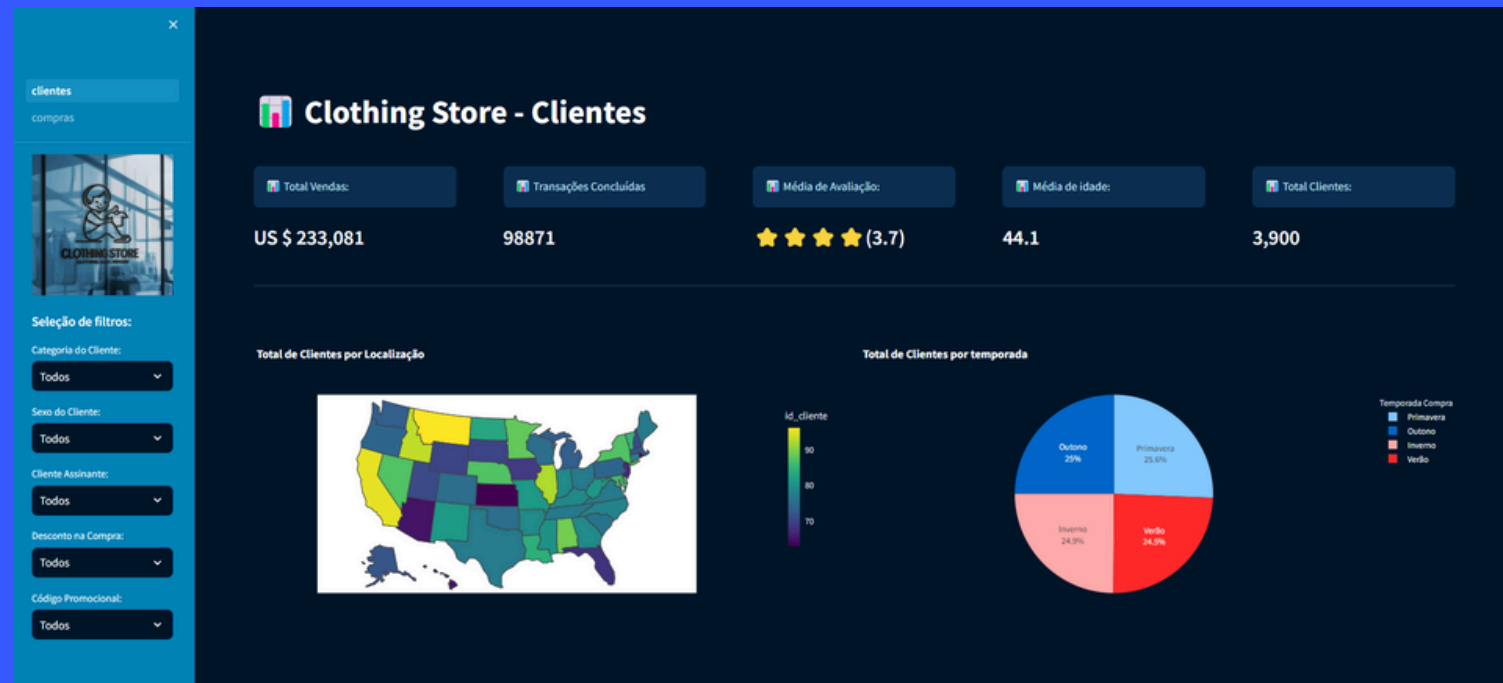 ×
clientes
compras
CLOTHING STORE
Seleção de filtros:
Categoria do Cliente:
Todos
Sexo do Cliente:
Todos
Cliente Assinante:
Todos
Desconto na Compra:
Todos
Código Promocional:
Todos
Clothing Store - Clientes
Total Vendas:
US $ 233,081
Transações Concluídas
98871
Média de Avaliação:
(3.7)
Média de idade:
44.1
Total Clientes:
3,900
Total de Clientes por Localização
id_cliente
90
80
70
Total de Clientes por temporada
Outono
25%
Primavera
25.6%
Inverno
24.9%
Verão
24.5%
Temporada Compra
Primavera
Outono
Inverno
Verão